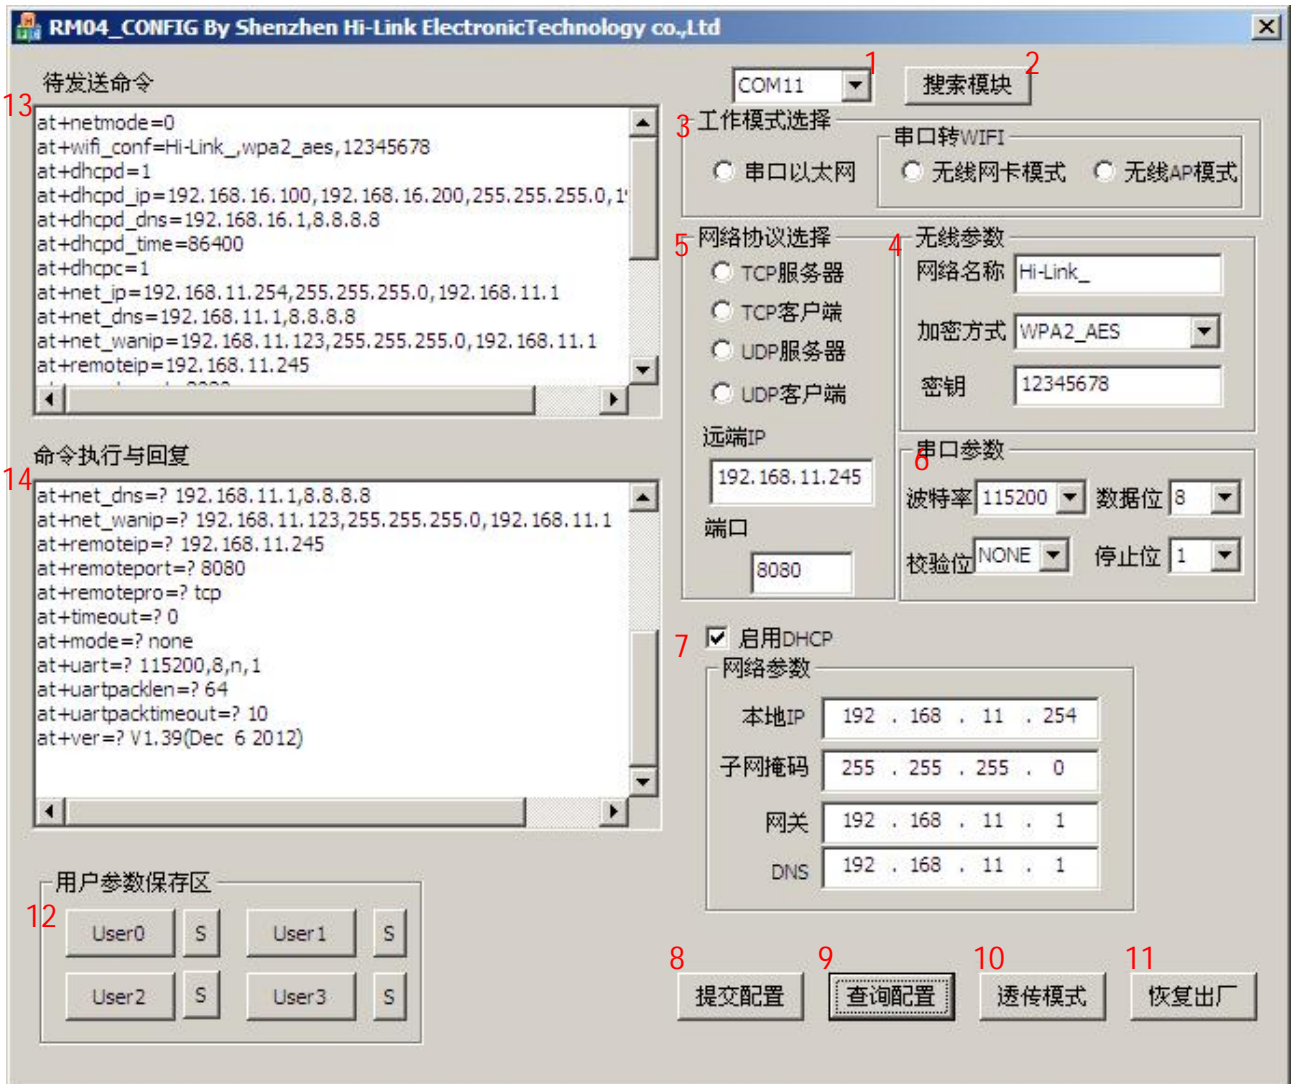 RM04_CONFIG By Shenzhen Hi-Link ElectronicTechnology co.,Ltd
待发送命令
13
at+netmode=0
at+wifi_conf=Hi-Link_,wpa2_aes,12345678
at+dhcpd=1
at+dhcpd_ip=192.168.16.100,192.168.16.200,255.255.255.0,1
at+dhcpd_dns=192.168.16.1,8.8.8.8
at+dhcpd_time=86400
at+dhcpc=1
at+net_ip=192.168.11.254,255.255.255.0,192.168.11.1
at+net_dns=192.168.11.1,8.8.8.8
at+net_wanip=192.168.11.123,255.255.255.0,192.168.11.1
at+remoteip=192.168.11.245
命令执行与回复
14
at+net_dns=? 192.168.11.1,8.8.8.8
at+net_wanip=? 192.168.11.123,255.255.255.0,192.168.11.1
at+remoteip=? 192.168.11.245
at+remoteport=? 8080
at+remotepro=? tcp
at+timeout=? 0
at+mode=? none
at+uart=? 115200,8,n,1
at+uartpacklen=? 64
at+uartpacktimeout=? 10
at+ver=? V1.39(Dec  6 2012)
用户参数保存区
12
User0 S User1 S
User2 S User3 S
COM11 1 搜索模块 2
3 工作模式选择
串口以太网
串口转WIFI
无线网卡模式 无线AP模式
5 网络协议选择
TCP服务器
TCP客户端
UDP服务器
UDP客户端
远端IP
192.168.11.245
端口
8080
4 无线参数
网络名称 Hi-Link_
加密方式 WPA2_AES
密钥 12345678
串口参数
6
波特率 115200 数据位 8
校验位 NONE 停止位 1
7 启用DHCP
网络参数
本地IP 192 . 168 . 11 . 254
子网掩码 255 . 255 . 255 . 0
网关 192 . 168 . 11 . 1
DNS 192 . 168 . 11 . 1
8 9 10 11
提交配置 查询配置 透传模式 恢复出厂